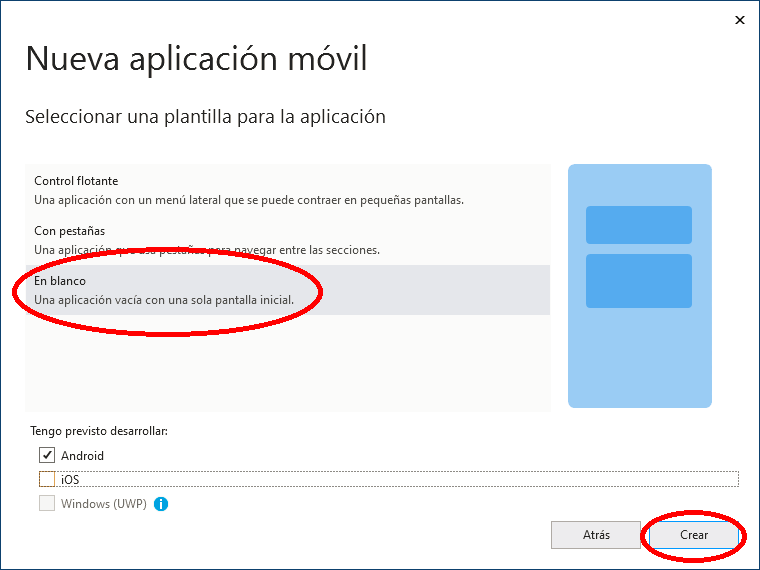 Nueva aplicación móvil
Seleccionar una plantilla para la aplicación
Control flotante
Una aplicación con un menú lateral que se puede contraer en pequeñas pantallas.
Con pestañas
Una aplicación que usa pestañas para navegar entre las secciones.
En blanco
Una aplicación vacía con una sola pantalla inicial.
Tengo previsto desarrollar:
Android
iOS
Windows (UWP)
Atrás
Crear